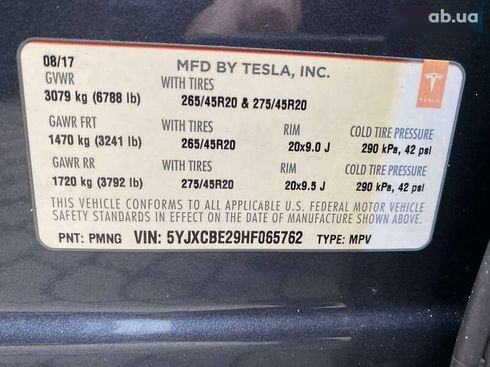 ab.ua
08/17 MFD BY TESLA, INC.
TESLA
GVWR WITH TIRES
3079 kg (6788 lb) 265/45R20 & 275/45R20
GAWR FRT WITH TIRES RIM COLD TIRE PRESSURE
1470 kg (3241 lb) 265/45R20 20x9.0 J 290 kPa, 42 psi
GAWR RR WITH TIRES RIM COLD TIRE PRESSURE
1720 kg (3792 lb) 275/45R20 20x9.5 J 290 kPa, 42 psi
THIS VEHICLE CONFORMS TO ALL APPLICABLE U.S. FEDERAL MOTOR VEHICLE
SAFETY STANDARDS IN EFFECT ON THE DATE OF MANUFACTURE SHOWN ABOVE.
PNT: PMNG VIN: 5YJXCBE29HF065762 TYPE: MPV